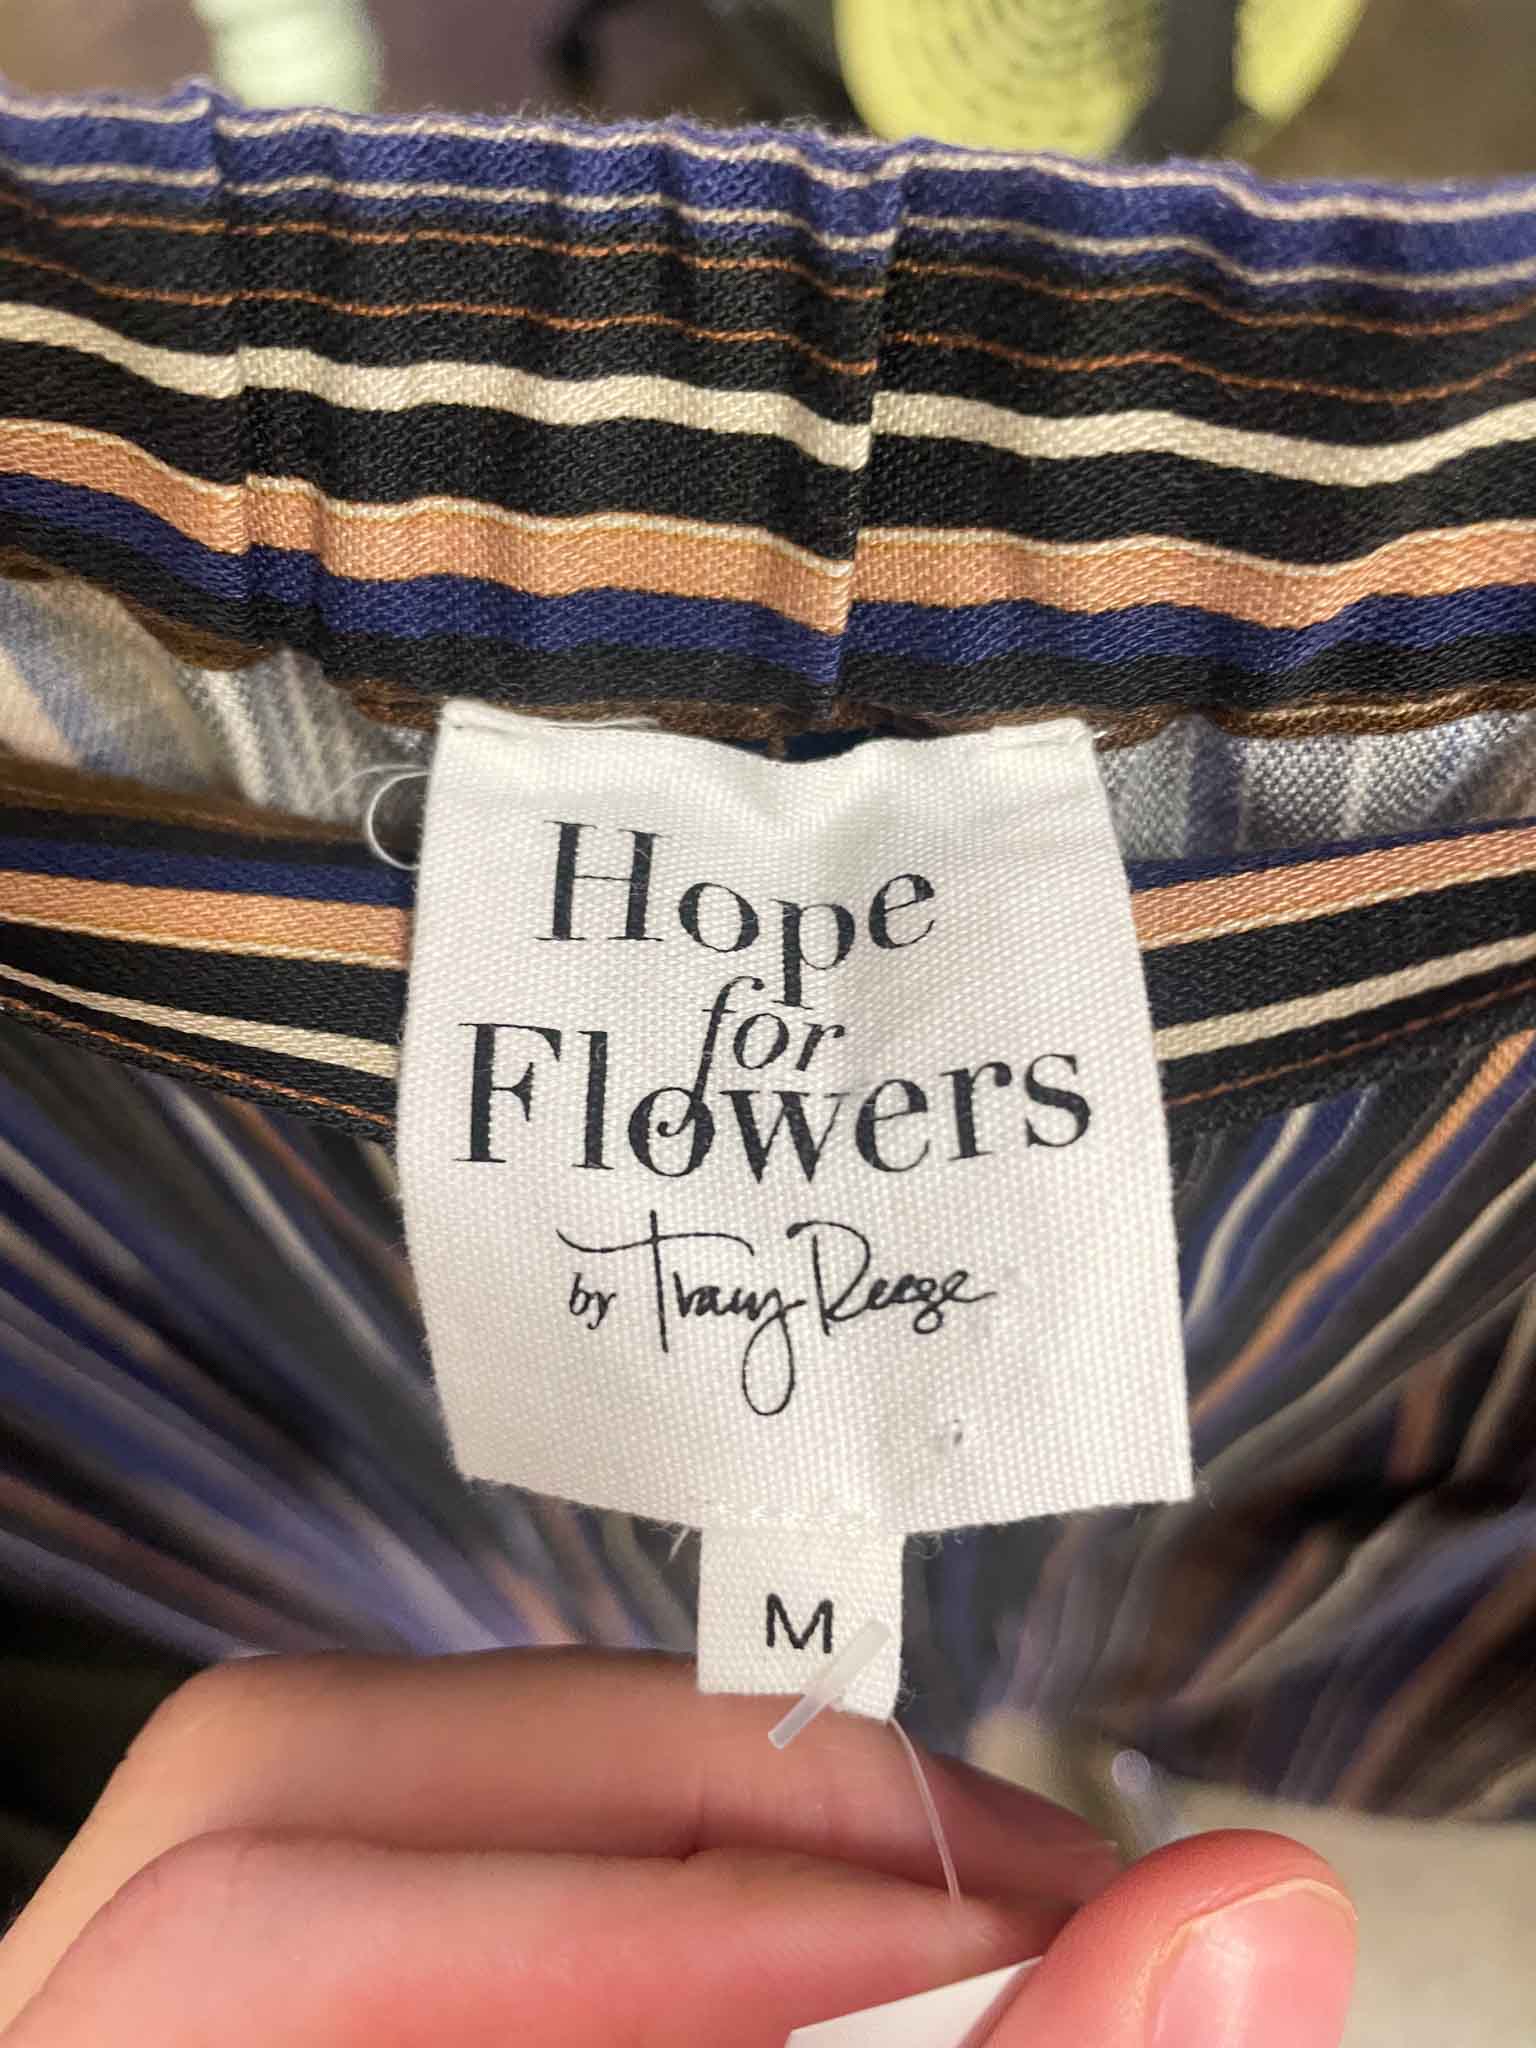 Hope
for
Flowers
by Tracy Reese
M